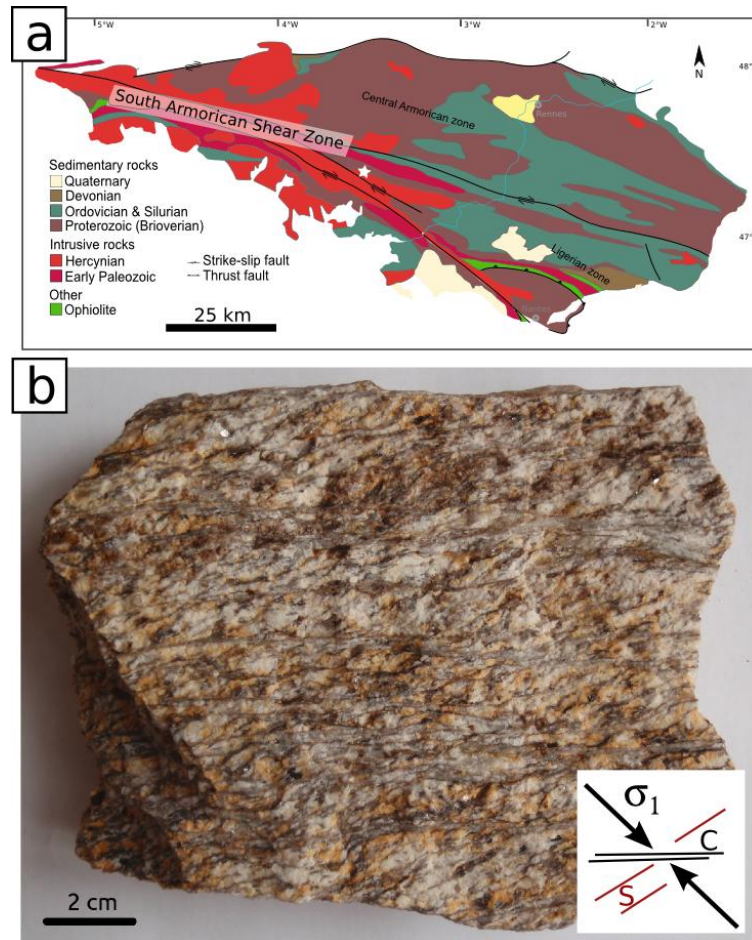 a
5°W
4°W
3°W
2°W
48°
47°
N
South Armorican Shear Zone
Central Armorican zone
Rennes
Ligerian zone
Nantes
Sedimentary rocks
Quaternary
Devonian
Ordovician & Silurian
Proterozoic (Brioverian)
Intrusive rocks
Hercynian
Early Paleozoic
Other
Ophiolite
Strike-slip fault
Thrust fault
25 km
b
2 cm
σ1
C
S